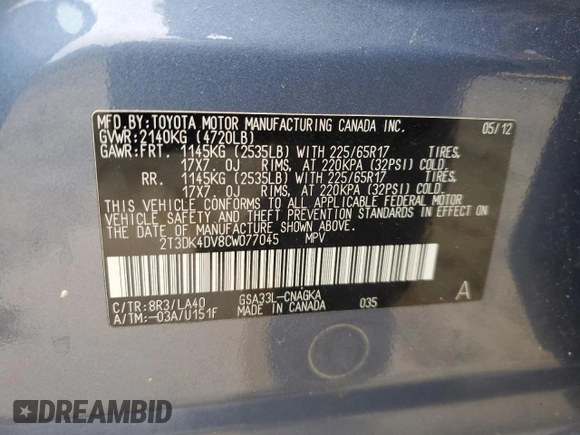 MFD.BY:TOYOTA MOTOR MANUFACTURING CANADA INC. 05/12
GVWR:2140KG (4720LB)
GAWR:FRT. 1145KG (2535LB) WITH 225/65R17 TIRES,
17X7 OJ RIMS, AT 220KPA (32PSI) COLD.
RR. 1145KG (2535LB) WITH 225/65R17 TIRES,
17X7 OJ RIMS, AT 220KPA (32PSI) COLD.
THIS VEHICLE CONFORMS TO ALL APPLICABLE FEDERAL MOTOR
VEHICLE SAFETY AND THEFT PREVENTION STANDARDS IN EFFECT ON
THE DATE OF MANUFACTURE SHOWN ABOVE.
2T3DK4DV8CW077045 MPV
C/TR:8R3/LA40 GSA33L-CNAGKA A
A/TM:-03A/U151F MADE IN CANADA 035
DREAMBID